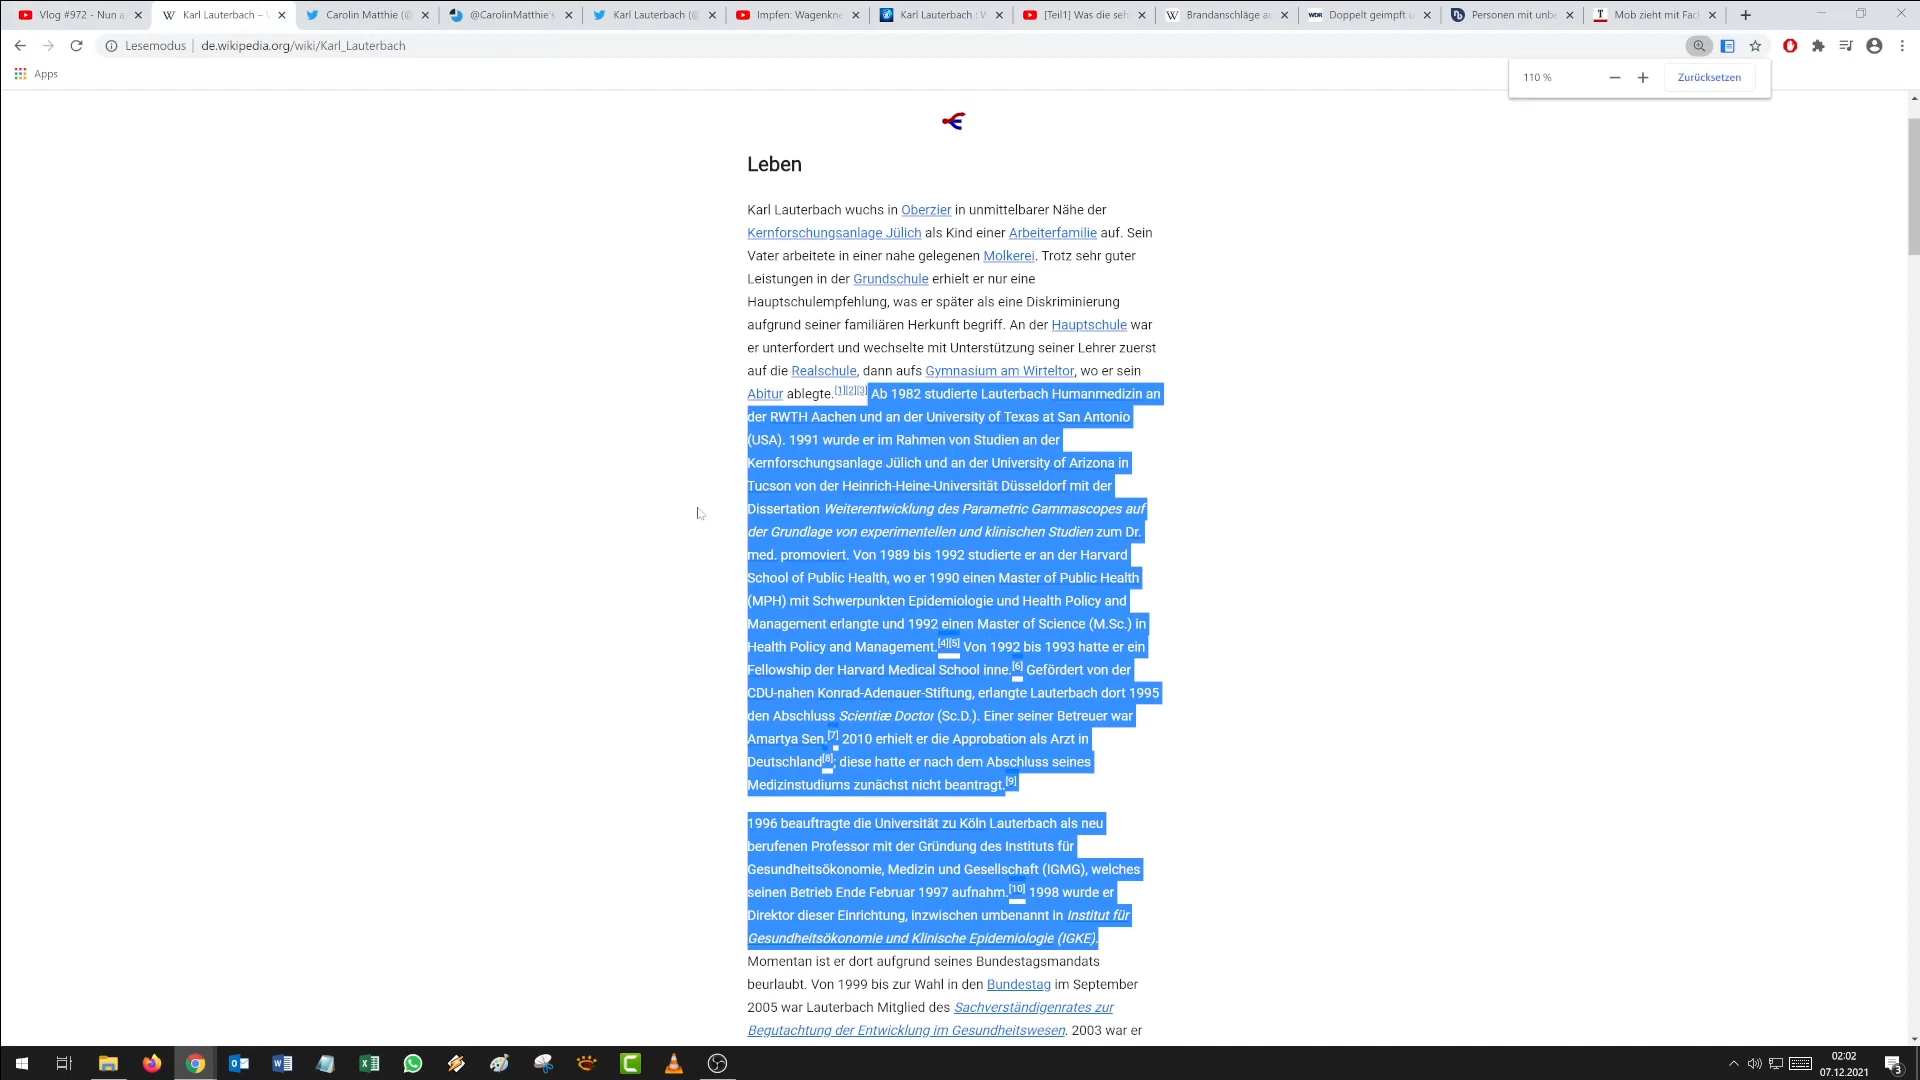 Vlog #972 - Nun a
Karl Lauterbach –
Carolin Matthie (@
@CarolinMatthie's
Karl Lauterbach (@
Impfen: Wagenkne
Karl Lauterbach : W
[Teil1] Was die seh
Brandanschläge au
WDR
Doppelt geimpft u
Personen mit unbe
T
Mob zieht mit Fac
Lesemodus
de.wikipedia.org/wiki/Karl_Lauterbach
Apps
110 %
Zurücksetzen
Leben
Karl Lauterbach wuchs in Oberzier in unmittelbarer Nähe der
Kernforschungsanlage Jülich als Kind einer Arbeiterfamilie auf. Sein
Vater arbeitete in einer nahe gelegenen Molkerei. Trotz sehr guter
Leistungen in der Grundschule erhielt er nur eine
Hauptschulempfehlung, was er später als eine Diskriminierung
aufgrund seiner familiären Herkunft begriff. An der Hauptschule war
er unterfordert und wechselte mit Unterstützung seiner Lehrer zuerst
auf die Realschule, dann aufs Gymnasium am Wirteltor, wo er sein
Abitur ablegte.[1][2][3] Ab 1982 studierte Lauterbach Humanmedizin an
der RWTH Aachen und an der University of Texas at San Antonio
(USA). 1991 wurde er im Rahmen von Studien an der
Kernforschungsanlage Jülich und an der University of Arizona in
Tucson von der Heinrich-Heine-Universität Düsseldorf mit der
Dissertation Weiterentwicklung des Parametric Gammascopes auf
der Grundlage von experimentellen und klinischen Studien zum Dr.
med. promoviert. Von 1989 bis 1992 studierte er an der Harvard
School of Public Health, wo er 1990 einen Master of Public Health
(MPH) mit Schwerpunkten Epidemiologie und Health Policy and
Management erlangte und 1992 einen Master of Science (M.Sc.) in
Health Policy and Management.[4][5] Von 1992 bis 1993 hatte er ein
Fellowship der Harvard Medical School inne.[6] Gefördert von der
CDU-nahen Konrad-Adenauer-Stiftung, erlangte Lauterbach dort 1995
den Abschluss Scientiæ Doctor (Sc.D.). Einer seiner Betreuer war
Amartya Sen.[7] 2010 erhielt er die Approbation als Arzt in
Deutschland[8]; diese hatte er nach dem Abschluss seines
Medizinstudiums zunächst nicht beantragt.[9]
1996 beauftragte die Universität zu Köln Lauterbach als neu
berufenen Professor mit der Gründung des Instituts für
Gesundheitsökonomie, Medizin und Gesellschaft (IGMG), welches
seinen Betrieb Ende Februar 1997 aufnahm.[10] 1998 wurde er
Direktor dieser Einrichtung, inzwischen umbenannt in Institut für
Gesundheitsökonomie und Klinische Epidemiologie (IGKE).
Momentan ist er dort aufgrund seines Bundestagsmandats
beurlaubt. Von 1999 bis zur Wahl in den Bundestag im September
2005 war Lauterbach Mitglied des Sachverständigenrates zur
Begutachtung der Entwicklung im Gesundheitswesen. 2003 war er
02:02
07.12.2021
3